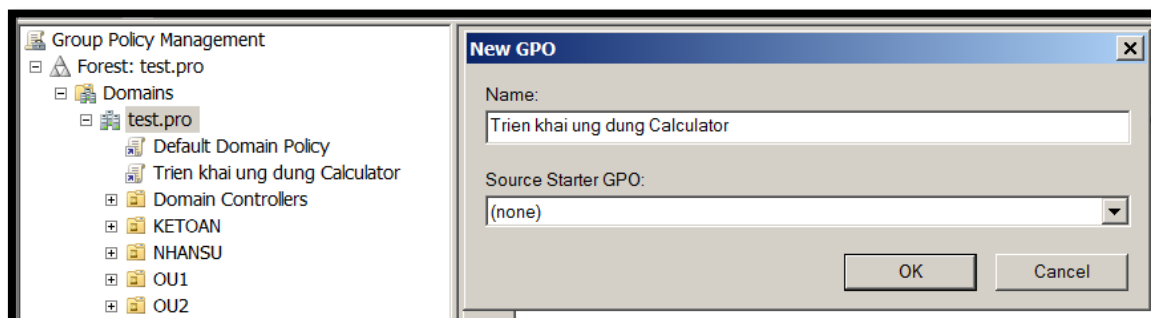 Group Policy Management
Forest: test.pro
Domains
test.pro
Default Domain Policy
Trien khai ung dung Calculator
Domain Controllers
KETOAN
NHANSU
OU1
OU2
New GPO
Name:
Trien khai ung dung Calculator
Source Starter GPO:
(none)
OK
Cancel